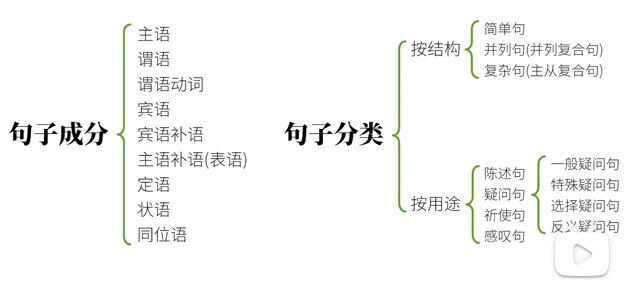 句子成分
主语
谓语
谓语动词
宾语
宾语补语
主语补语(表语)
定语
状语
同位语
句子分类
按结构
简单句
并列句(并列复合句)
复杂句(主从复合句)
按用途
陈述句
疑问句
祈使句
感叹句
一般疑问句
特殊疑问句
选择疑问句
反义疑问句